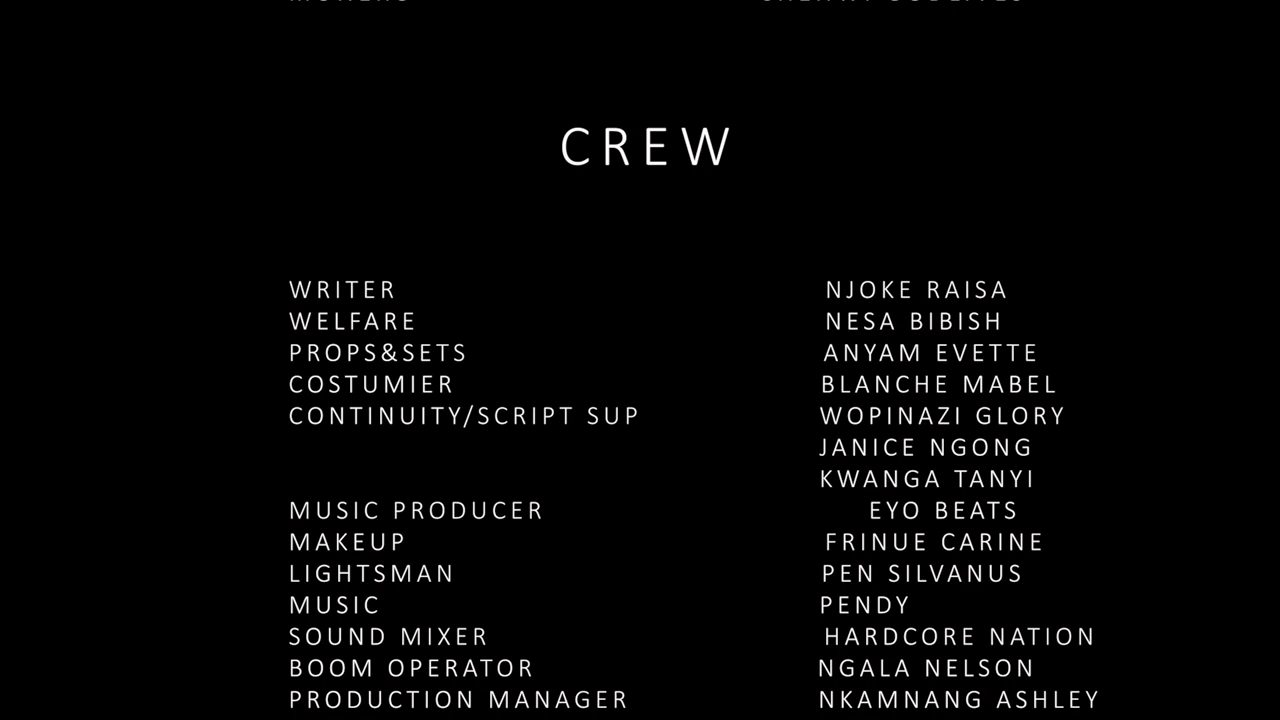 CREW
WRITER NJOKE RAISA
WELFARE NESA BIBISH
PROPS&SETS ANYAM EVETTE
COSTUMIER BLANCHE MABEL
CONTINUITY/SCRIPT SUP WOPINAZI GLORY
JANICE NGONG
KWANGA TANYI
MUSIC PRODUCER EYO BEATS
MAKEUP FRINUE CARINE
LIGHTSMAN PEN SILVANUS
MUSIC PENDY
SOUND MIXER HARDCORE NATION
BOOM OPERATOR NGALA NELSON
PRODUCTION MANAGER NKAMNANG ASHLEY